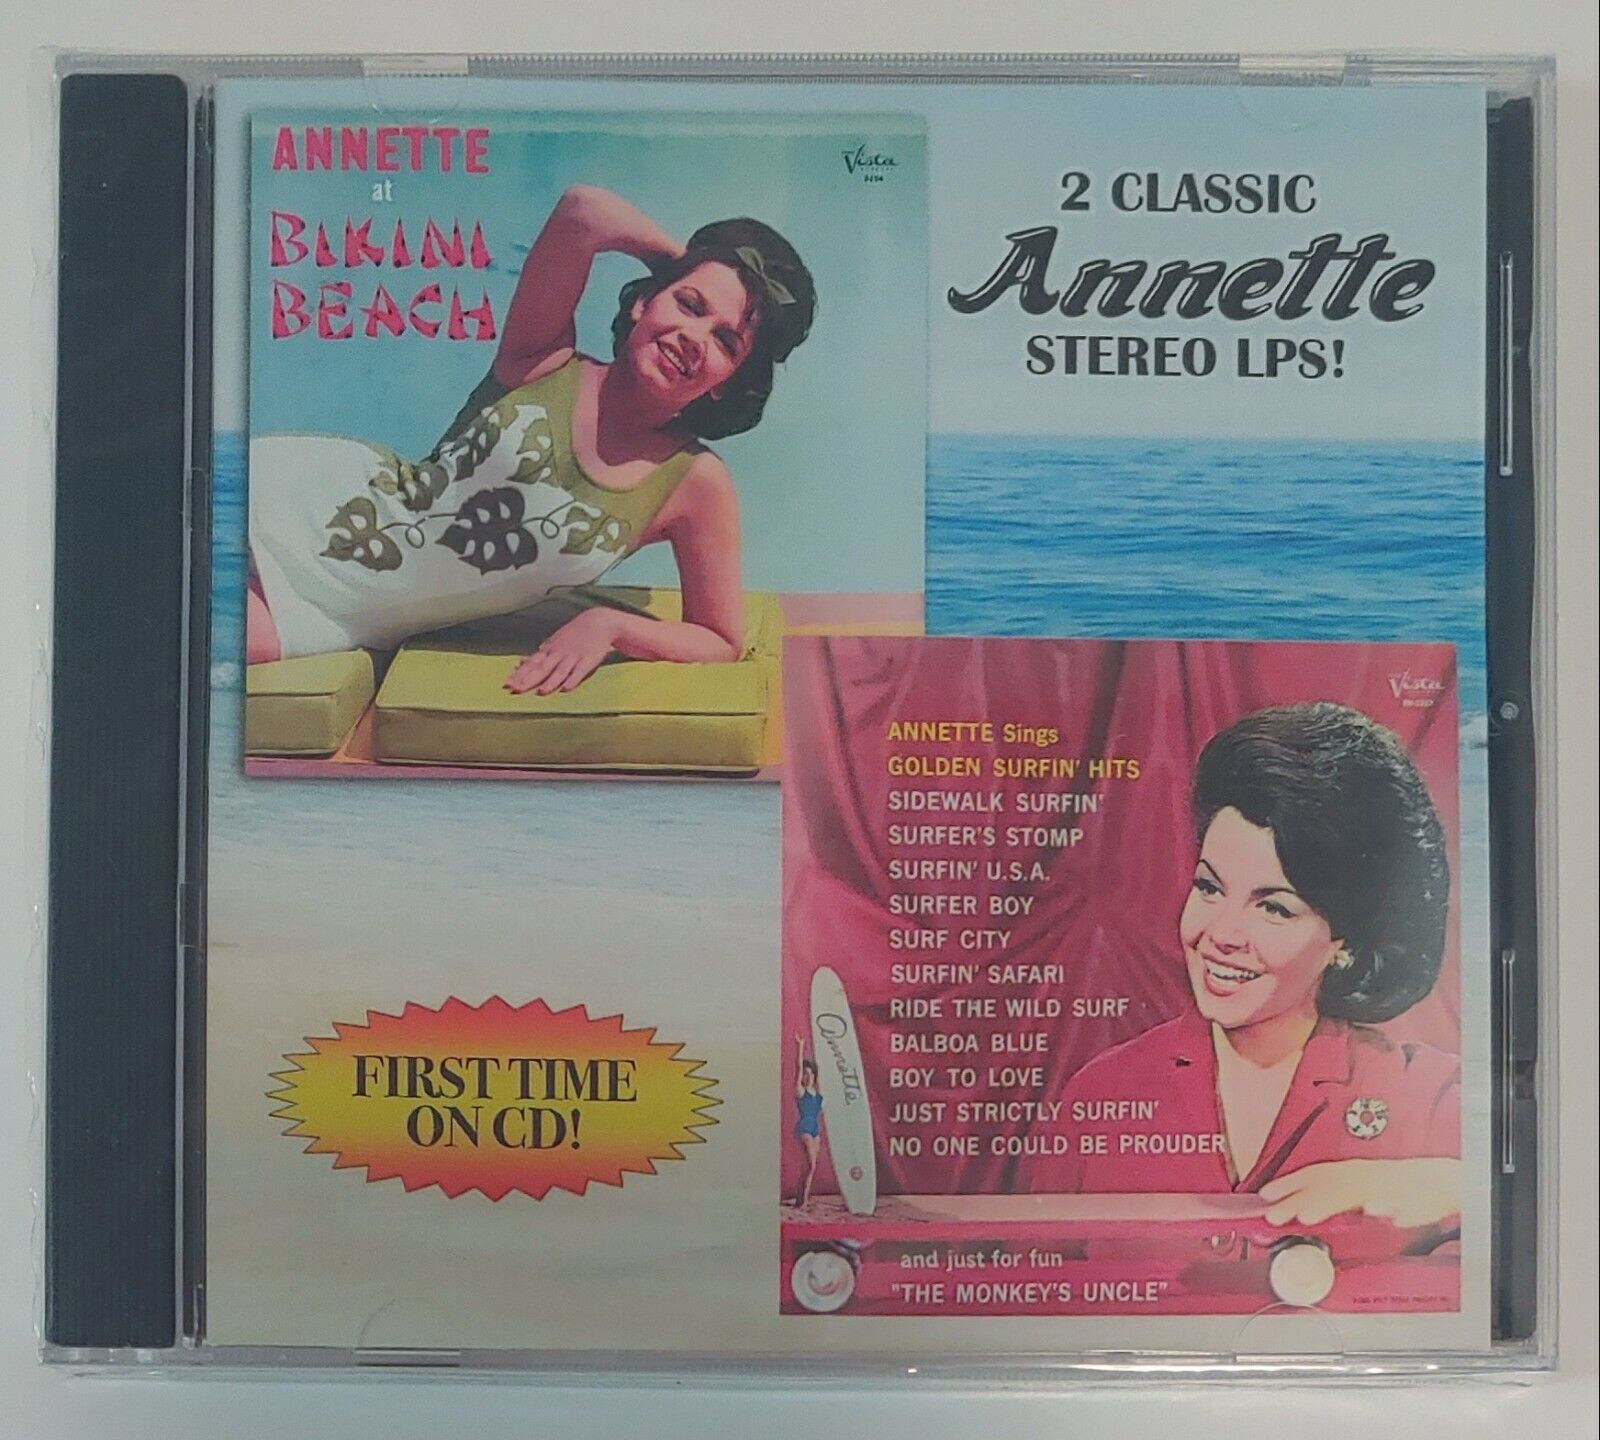 ANNETTE
at
BIKINI
BEACH
Vista
2 CLASSIC
Annette
STEREO LPS!
Vista
ANNETTE Sings
GOLDEN SURFIN' HITS
SIDEWALK SURFIN'
SURFER'S STOMP
SURFIN' U.S.A.
SURFER BOY
SURF CITY
SURFIN' SAFARI
RIDE THE WILD SURF
BALBOA BLUE
BOY TO LOVE
JUST STRICTLY SURFIN'
NO ONE COULD BE PROUDER
Annette
and just for fun
"THE MONKEY'S UNCLE"
FIRST TIME
ON CD!